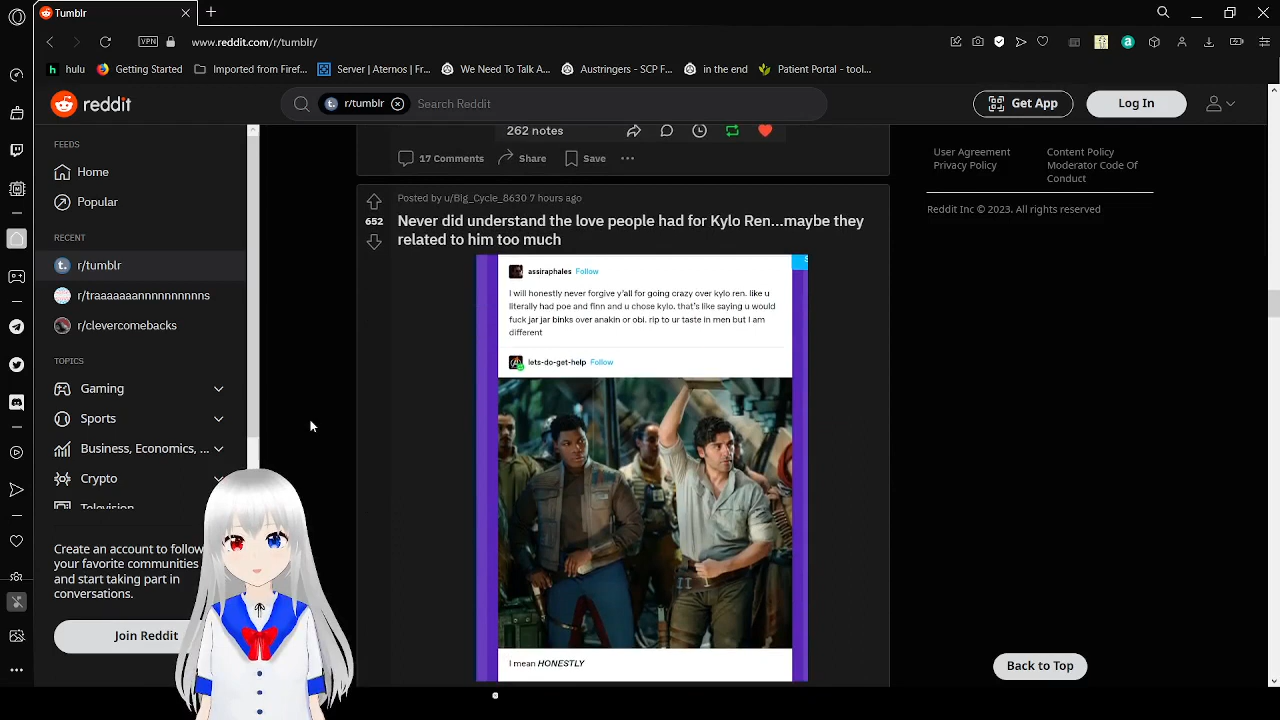 Tumblr
VPN
www.reddit.com/r/tumblr/
hulu
Getting Started
Imported from Firef...
Server | Aternos | Fr...
We Need To Talk A...
Austringers - SCP F...
in the end
Patient Portal - tool...
reddit
r/tumblr
Search Reddit
Get App
Log In
FEEDS
Home
Popular
RECENT
r/tumblr
r/traaaaaaannnnnnnnns
r/clevercomebacks
TOPICS
Gaming
Sports
Business, Economics, ...
Crypto
Television
Create an account to follow
your favorite communities
and start taking part in
conversations.
Join Reddit
262 notes
17 Comments
Share
Save
Posted by u/Big_Cycle_8630 7 hours ago
652
Never did understand the love people had for Kylo Ren...maybe they
related to him too much
assiraphales Follow
I will honestly never forgive y'all for going crazy over kylo ren. like u
literally had poe and finn and u chose kylo. that's like saying u would
fuck jar jar binks over anakin or obi. rip to ur taste in men but I am
different
lets-do-get-help Follow
I mean HONESTLY
User Agreement
Privacy Policy
Content Policy
Moderator Code Of
Conduct
Reddit Inc © 2023. All rights reserved
Back to Top